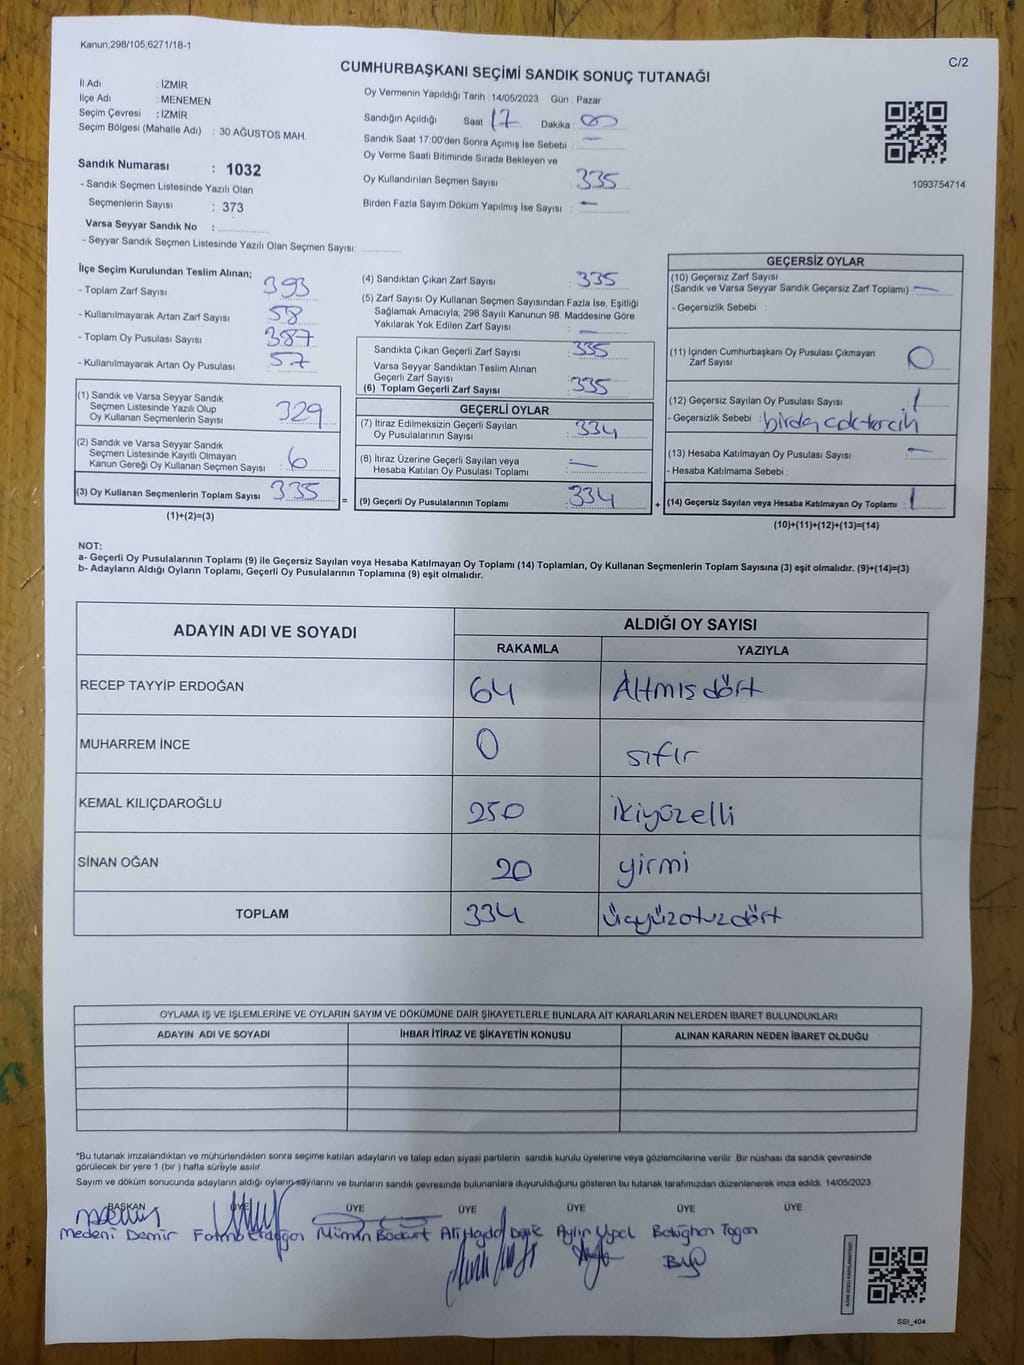 Kanun;298/105;6271/18-1
C/2
CUMHURBAŞKANI SEÇİMİ SANDIK SONUÇ TUTANAĞI
İl Adı : İZMİR
İlçe Adı : MENEMEN
Seçim Çevresi : İZMİR
Seçim Bölgesi (Mahalle Adı) : 30 AĞUSTOS MAH.
Sandık Numarası : 1032
- Sandık Seçmen Listesinde Yazılı Olan
Seçmenlerin Sayısı : 373
Varsa Seyyar Sandık No :
- Seyyar Sandık Seçmen Listesinde Yazılı Olan Seçmen Sayısı:
Oy Vermenin Yapıldığı Tarih :14/05/2023 Gün : Pazar
Sandığın Açıldığı Saat : 17 Dakika : 00
Sandık Saat 17:00'den Sonra Açımış İse Sebebi : —
Oy Verme Saati Bitiminde Sırada Bekleyen ve
Oy Kullandırılan Seçmen Sayısı 335
Birden Fazla Sayım Döküm Yapılmış İse Sayısı : —
1093754714
İlçe Seçim Kurulundan Teslim Alınan;
- Toplam Zarf Sayısı 393
- Kullanılmayarak Artan Zarf Sayısı 58
- Toplam Oy Pusulası Sayısı 387
- Kullanılmayarak Artan Oy Pusulası 57
(1) Sandık ve Varsa Seyyar Sandık
Seçmen Listesinde Yazılı Olup
Oy Kullanan Seçmenlerin Sayısı 329
(2) Sandık ve Varsa Seyyar Sandık
Seçmen Listesinde Kayıtlı Olmayan
Kanun Gereği Oy Kullanan Seçmen Sayısı 6
(3) Oy Kullanan Seçmenlerin Toplam Sayısı 335
(1)+(2)=(3)
(4) Sandıktan Çıkan Zarf Sayısı 335
(5) Zarf Sayısı Oy Kullanan Seçmen Sayısından Fazla İse, Eşitliği
Sağlamak Amacıyla; 298 Sayılı Kanunun 98. Maddesine Göre
Yakılarak Yok Edilen Zarf Sayısı : —
Sandıkta Çıkan Geçerli Zarf Sayısı 335
Varsa Seyyar Sandıktan Teslim Alınan
Geçerli Zarf Sayısı
(6) Toplam Geçerli Zarf Sayısı 335
GEÇERLİ OYLAR
(7) İtiraz Edilmeksizin Geçerli Sayılan
Oy Pusulalarının Sayısı 334
(8) İtiraz Üzerine Geçerli Sayılan veya
Hesaba Katılan Oy Pusulası Toplamı : —
= (9) Geçerli Oy Pusulalarının Toplamı 334
GEÇERSİZ OYLAR
(10) Geçersiz Zarf Sayısı
(Sandık ve Varsa Seyyar Sandık Geçersiz Zarf Toplamı) : —
- Geçersizlik Sebebi :
(11) İçinden Cumhurbaşkanı Oy Pusulası Çıkmayan
Zarf Sayısı 0
(12) Geçersiz Sayılan Oy Pusulası Sayısı : 1
- Geçersizlik Sebebi : birden çok tercih
(13) Hesaba Katılmayan Oy Pusulası Sayısı : —
- Hesaba Katılmama Sebebi :
+ (14) Geçersiz Sayılan veya Hesaba Katılmayan Oy Toplamı : 1
(10)+(11)+(12)+(13)=(14)
NOT:
a- Geçerli Oy Pusulalarının Toplamı (9) ile Geçersiz Sayılan veya Hesaba Katılmayan Oy Toplamı (14) Toplamları, Oy Kullanan Seçmenlerin Toplam Sayısına (3) eşit olmalıdır. (9)+(14)=(3)
b- Adayların Aldığı Oyların Toplamı, Geçerli Oy Pusulalarının Toplamına (9) eşit olmalıdır.
ADAYIN ADI VE SOYADI
ALDIĞI OY SAYISI
RAKAMLA YAZIYLA
RECEP TAYYİP ERDOĞAN 64 Altmış dört
MUHARREM İNCE 0 sıfır
KEMAL KILIÇDAROĞLU 250 ikiyüzelli
SİNAN OĞAN 20 yirmi
TOPLAM 334 üçyüzotuzdört
OYLAMA İŞ VE İŞLEMLERİNE VE OYLARIN SAYIM VE DÖKÜMÜNE DAİR ŞİKAYETLERLE BUNLARA AİT KARARLARIN NELERDEN İBARET BULUNDUKLARI
ADAYIN ADI VE SOYADI İHBAR İTİRAZ VE ŞİKAYETİN KONUSU ALINAN KARARIN NEDEN İBARET OLDUĞU
*Bu tutanak imzalandıktan ve mühürlendikten sonra seçime katılan adayların ve talep eden siyasi partilerin sandık kurulu üyelerine veya gözlemcilerine verilir. Bir nüshası da sandık çevresinde
görülecek bir yere 1 (bir ) hafta süreyle asılır.
Sayım ve döküm sonucunda adayların aldığı oyların sayılarını ve bunların sandık çevresinde bulunanlara duyurulduğunu gösteren bu tutanak tarafımızdan düzenlenerek imza edildi. 14/05/2023
BAŞKAN ÜYE ÜYE ÜYE ÜYE ÜYE ÜYE
Medeni Demir Fatma Erdoğan Mümin Bozkurt Ali Haydar Aylin Uysal
SSİ_404